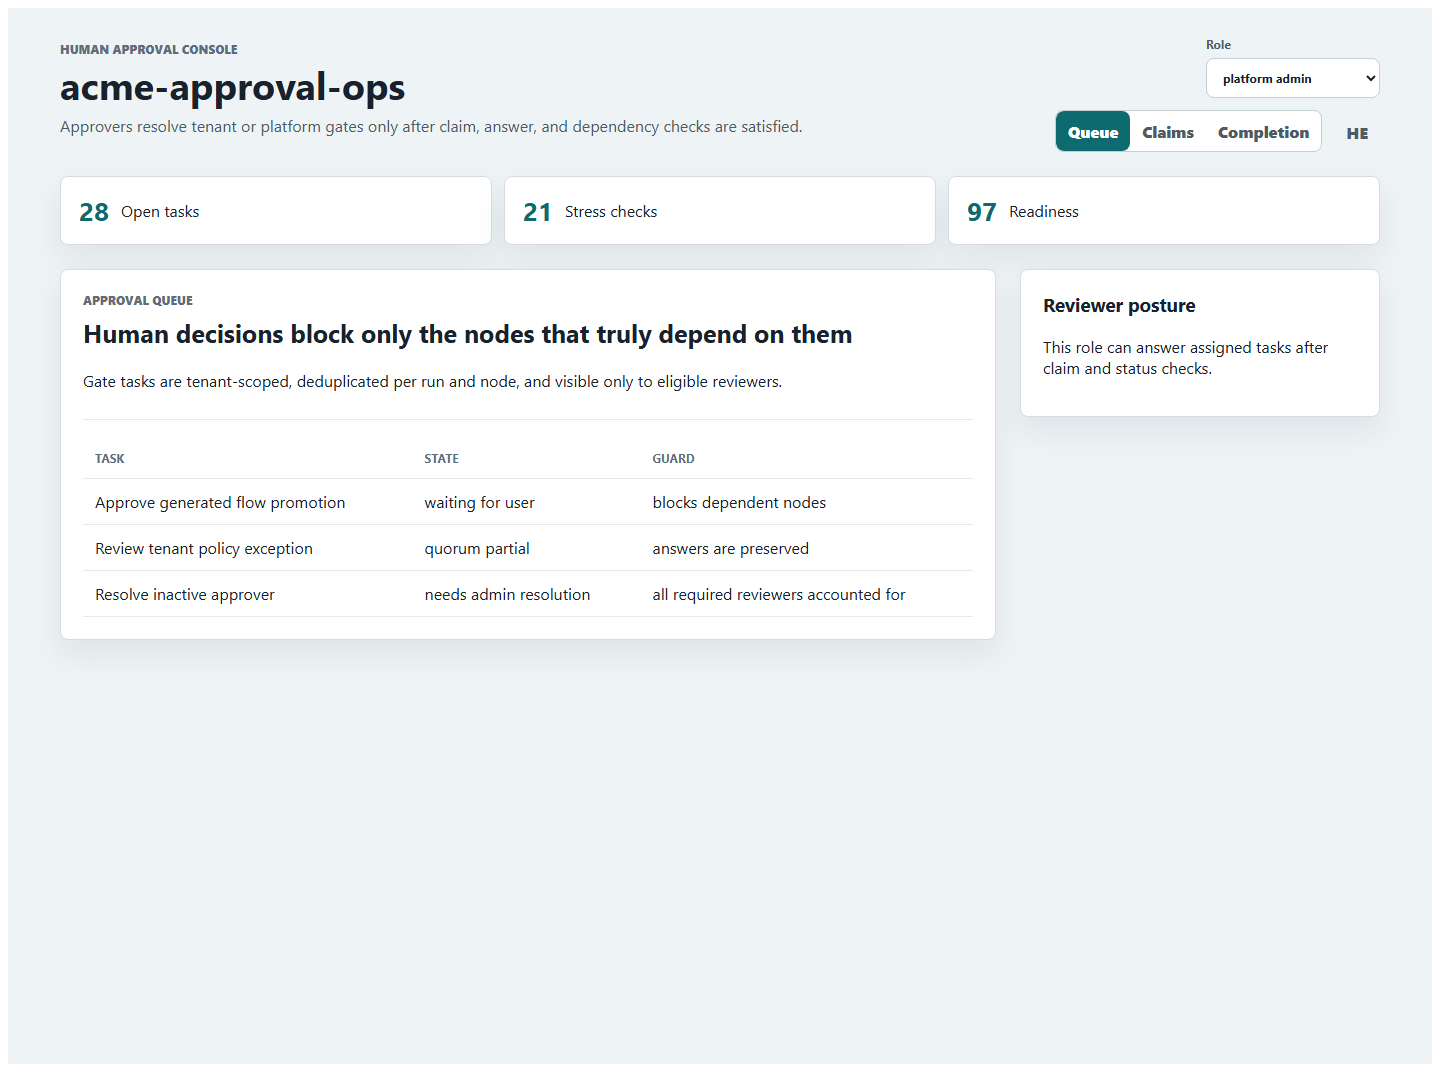 HUMAN APPROVAL CONSOLE
acme-approval-ops
Approvers resolve tenant or platform gates only after claim, answer, and dependency checks are satisfied.
Role
platform admin
Queue Claims Completion HE
28 Open tasks
21 Stress checks
97 Readiness
APPROVAL QUEUE
Human decisions block only the nodes that truly depend on them
Gate tasks are tenant-scoped, deduplicated per run and node, and visible only to eligible reviewers.
TASK STATE GUARD
Approve generated flow promotion waiting for user blocks dependent nodes
Review tenant policy exception quorum partial answers are preserved
Resolve inactive approver needs admin resolution all required reviewers accounted for
Reviewer posture
This role can answer assigned tasks after
claim and status checks.